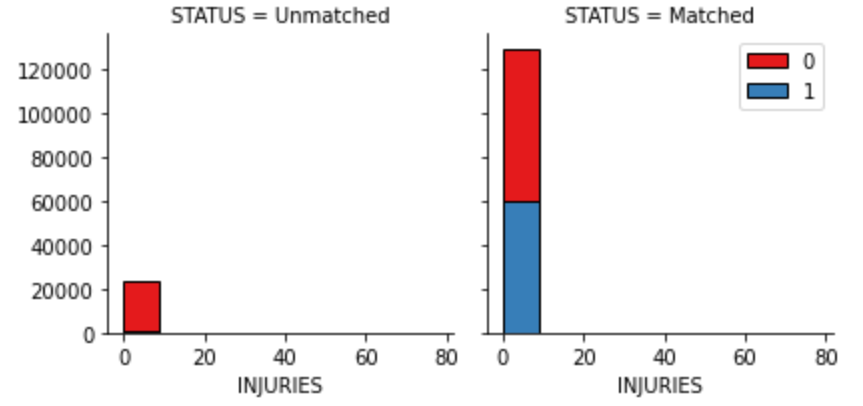 STATUS = Unmatched
STATUS = Matched
120000
100000
80000
60000
40000
20000
0
0 20 40 60 80
INJURIES
0
1
0 20 40 60 80
INJURIES